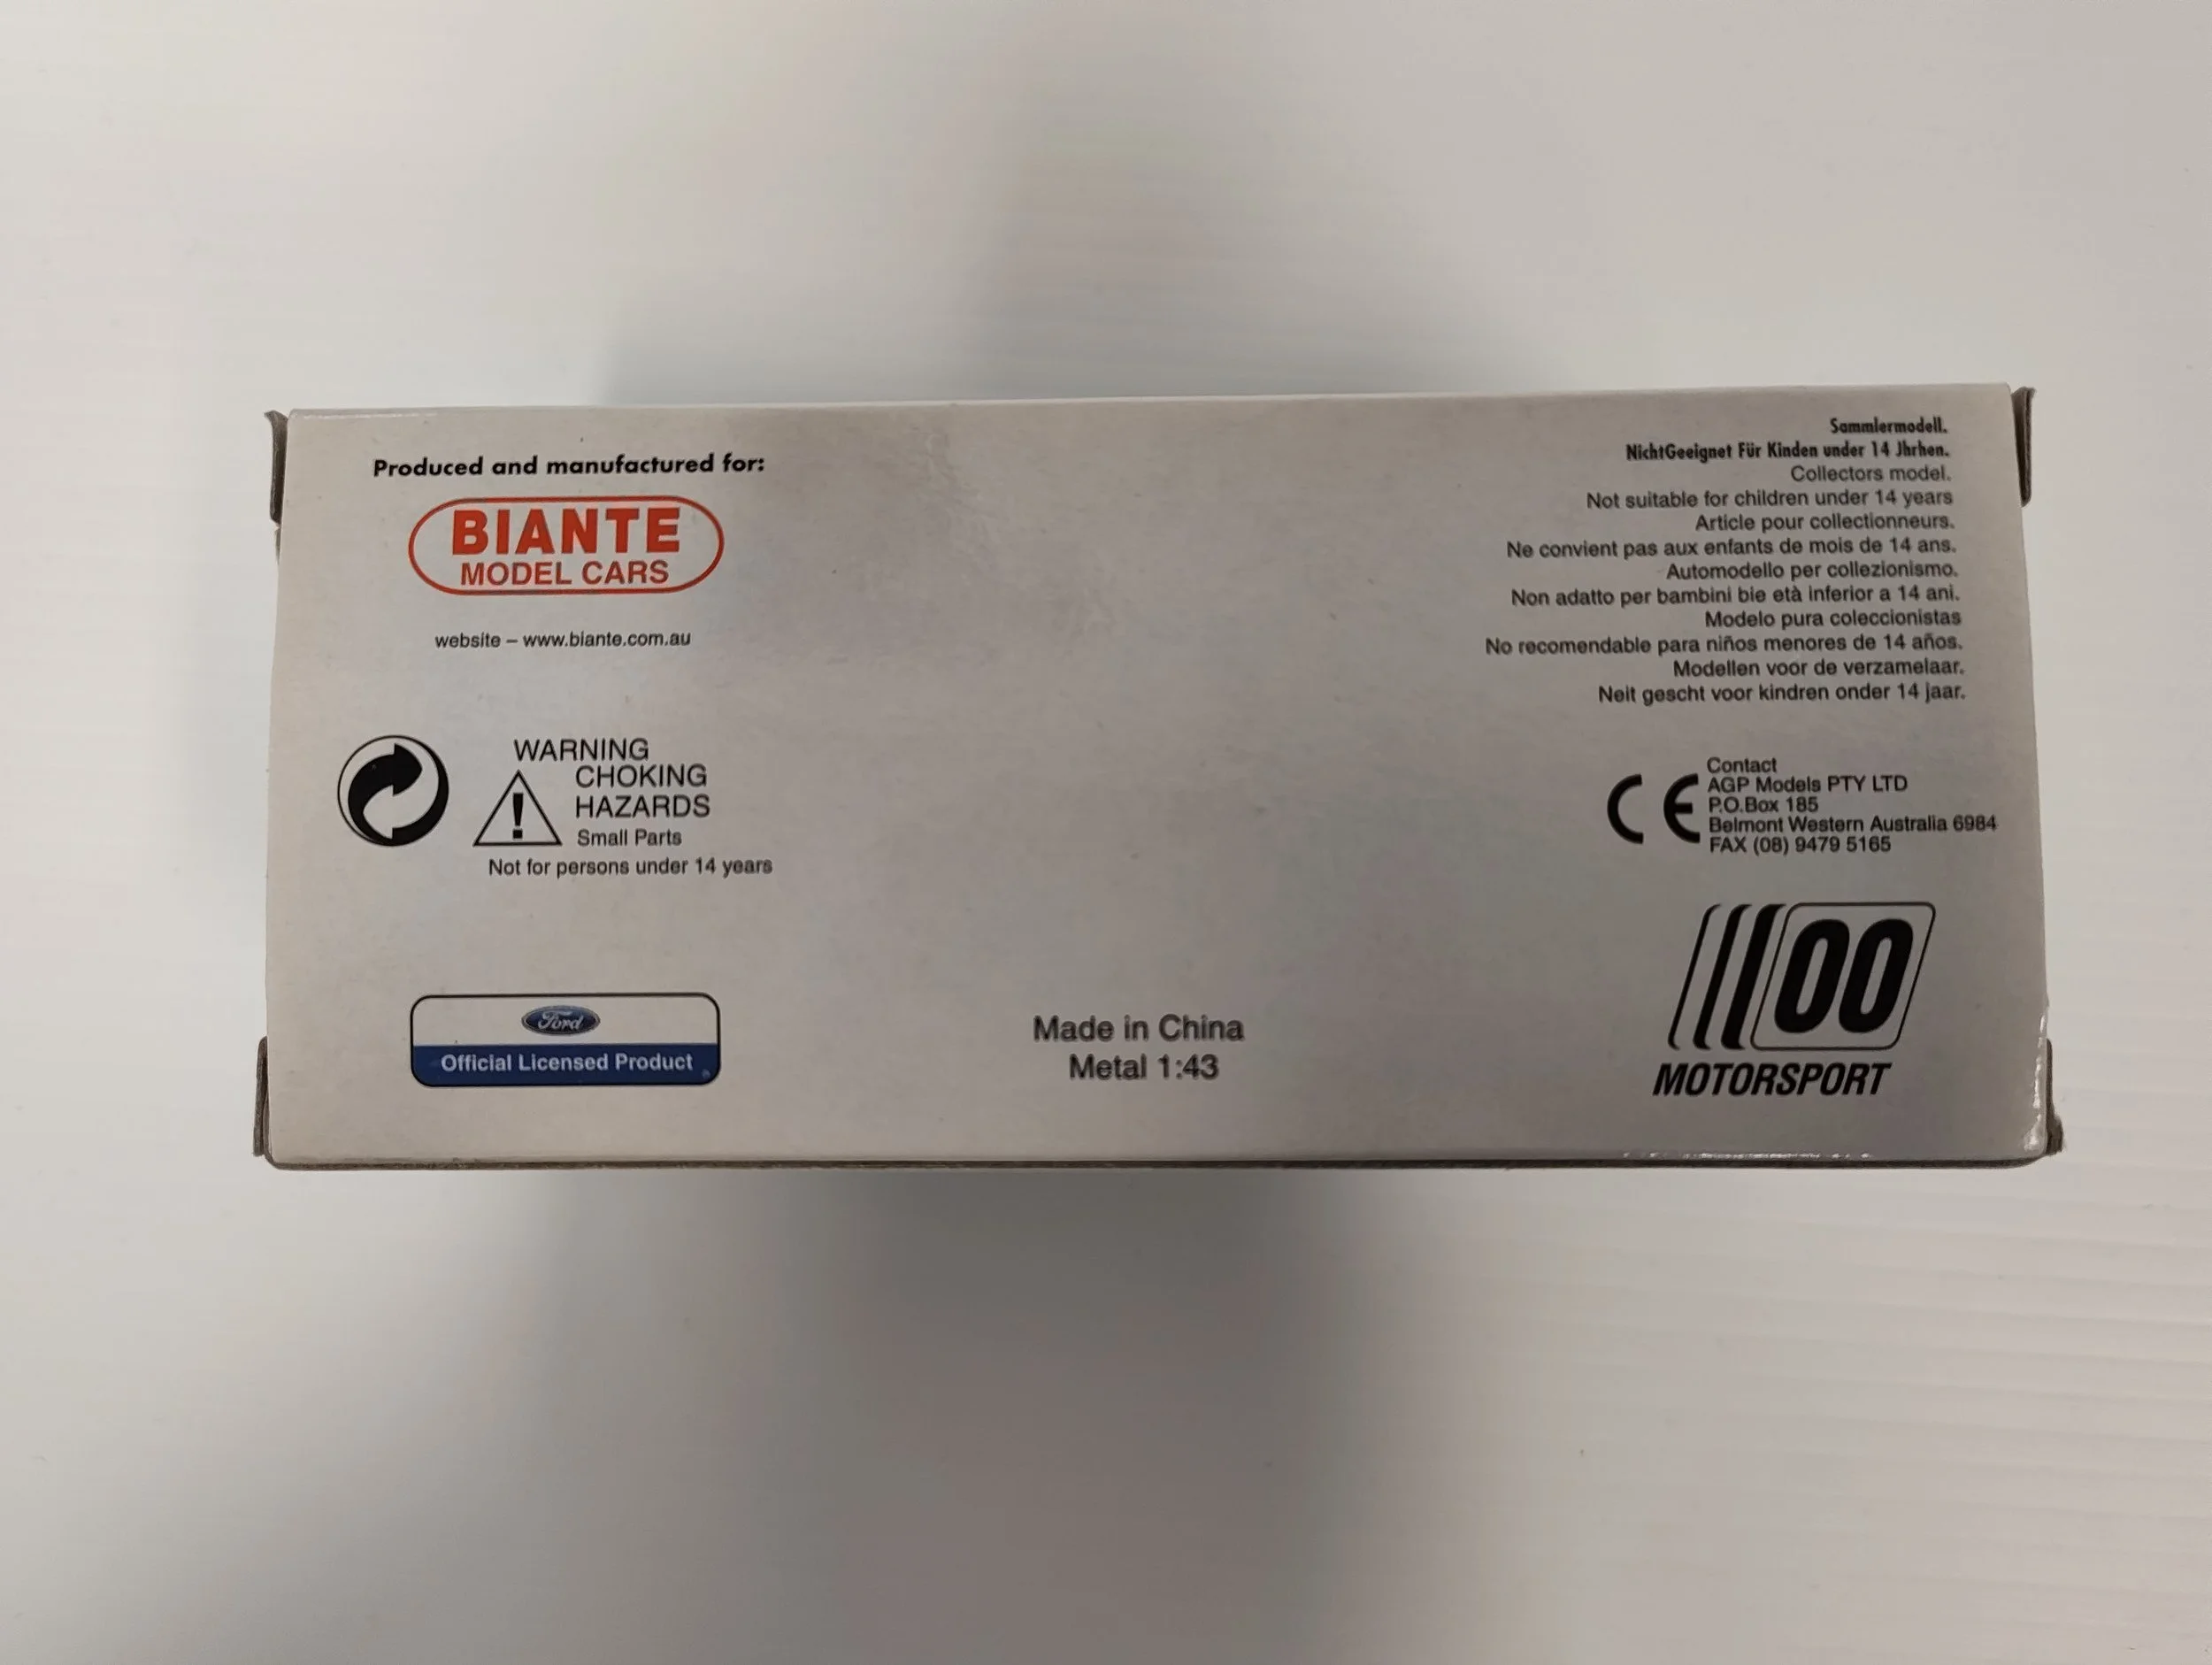 Produced and manufactured for:
BIANTE
MODEL CARS
website – www.biante.com.au
WARNING
CHOKING
HAZARDS
Small Parts
Not for persons under 14 years
Ford
Official Licensed Product
Made in China
Metal 1:43
Sammlermodell.
NichtGeeignet Für Kinden under 14 Jhrhen.
Collectors model.
Not suitable for children under 14 years
Article pour collectionneurs.
Ne convient pas aux enfants de mois de 14 ans.
Automodello per collezionismo.
Non adatto per bambini bie età inferior a 14 ani.
Modelo pura coleccionistas
No recomendable para niños menores de 14 años.
Modellen voor de verzamelaar.
Neit gescht voor kindren onder 14 jaar.
CE
Contact
AGP Models PTY LTD
P.O.Box 185
Belmont Western Australia 6984
FAX (08) 9479 5165
00
MOTORSPORT